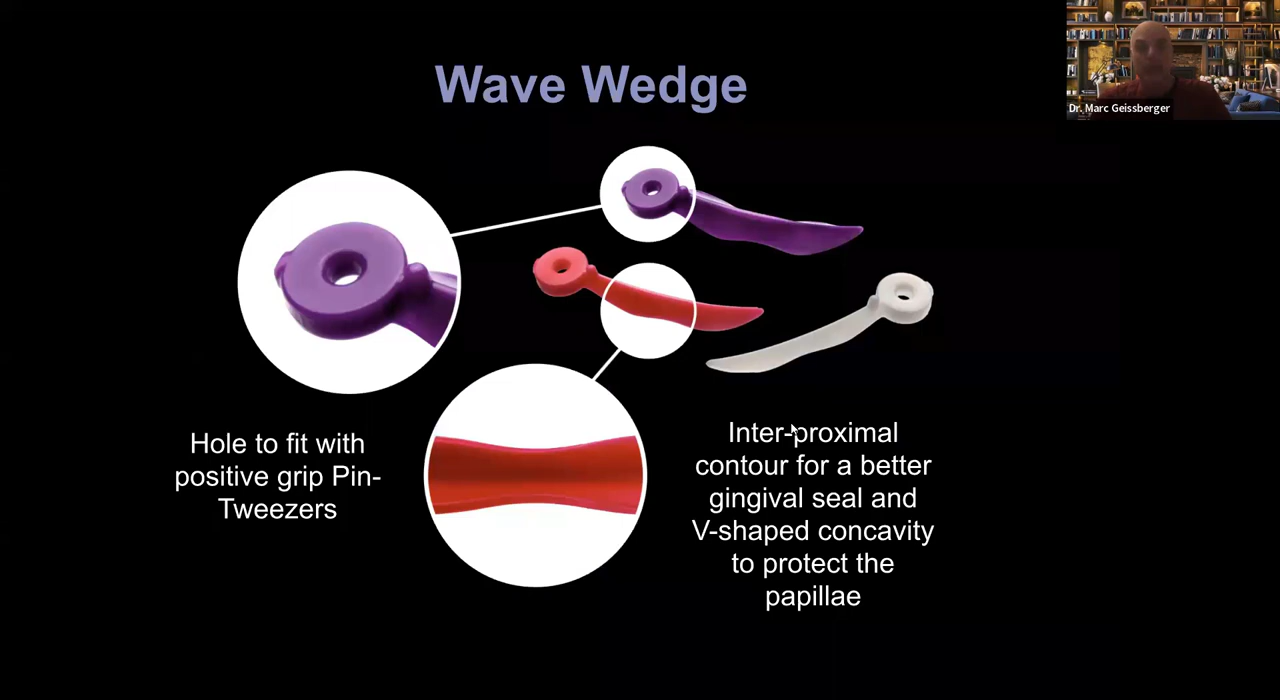 Wave Wedge
Dr. Marc Geissberger
Hole to fit with
positive grip Pin-
Tweezers
Inter-proximal
contour for a better
gingival seal and
V-shaped concavity
to protect the
papillae